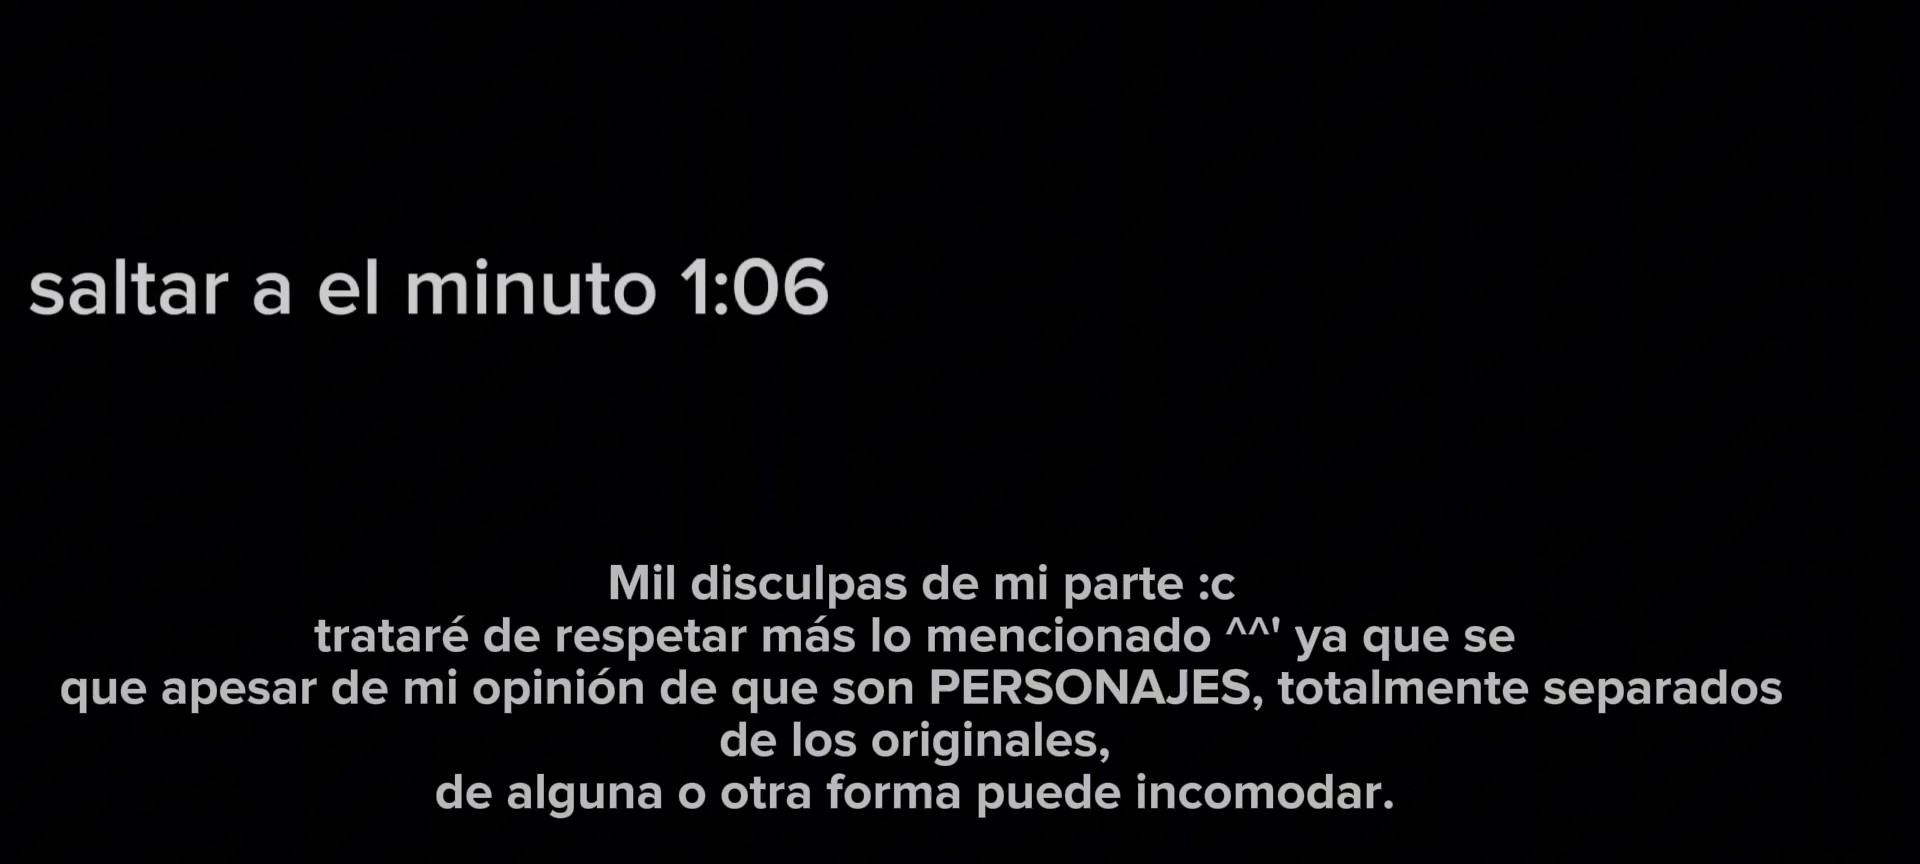 saltar a el minuto 1:06
Mil disculpas de mi parte :c
trataré de respetar más lo mencionado ^^' ya que se
que apesar de mi opinión de que son PERSONAJES, totalmente separados
de los originales,
de alguna o otra forma puede incomodar.